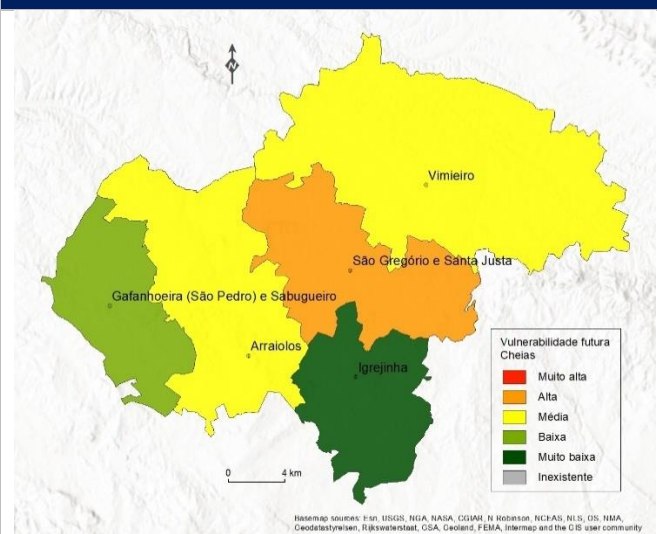 N
Vimieiro
São Gregório e Santa Justa
Gafanhoeira (São Pedro) e Sabugueiro
Arraiolos
Igrejinha
Vulnerabilidade futura
Cheias
Muito alta
Alta
Média
Baixa
Muito baixa
Inexistente
0 4 km
Basemap sources: Esri, USGS, NGA, NASA, CGIAR, N Robinson, NCEAS, NLS, OS, NMA,
Geodatastyrelsen, Rijkswaterstaat, GSA, Geoland, FEMA, Intermap and the GIS user community